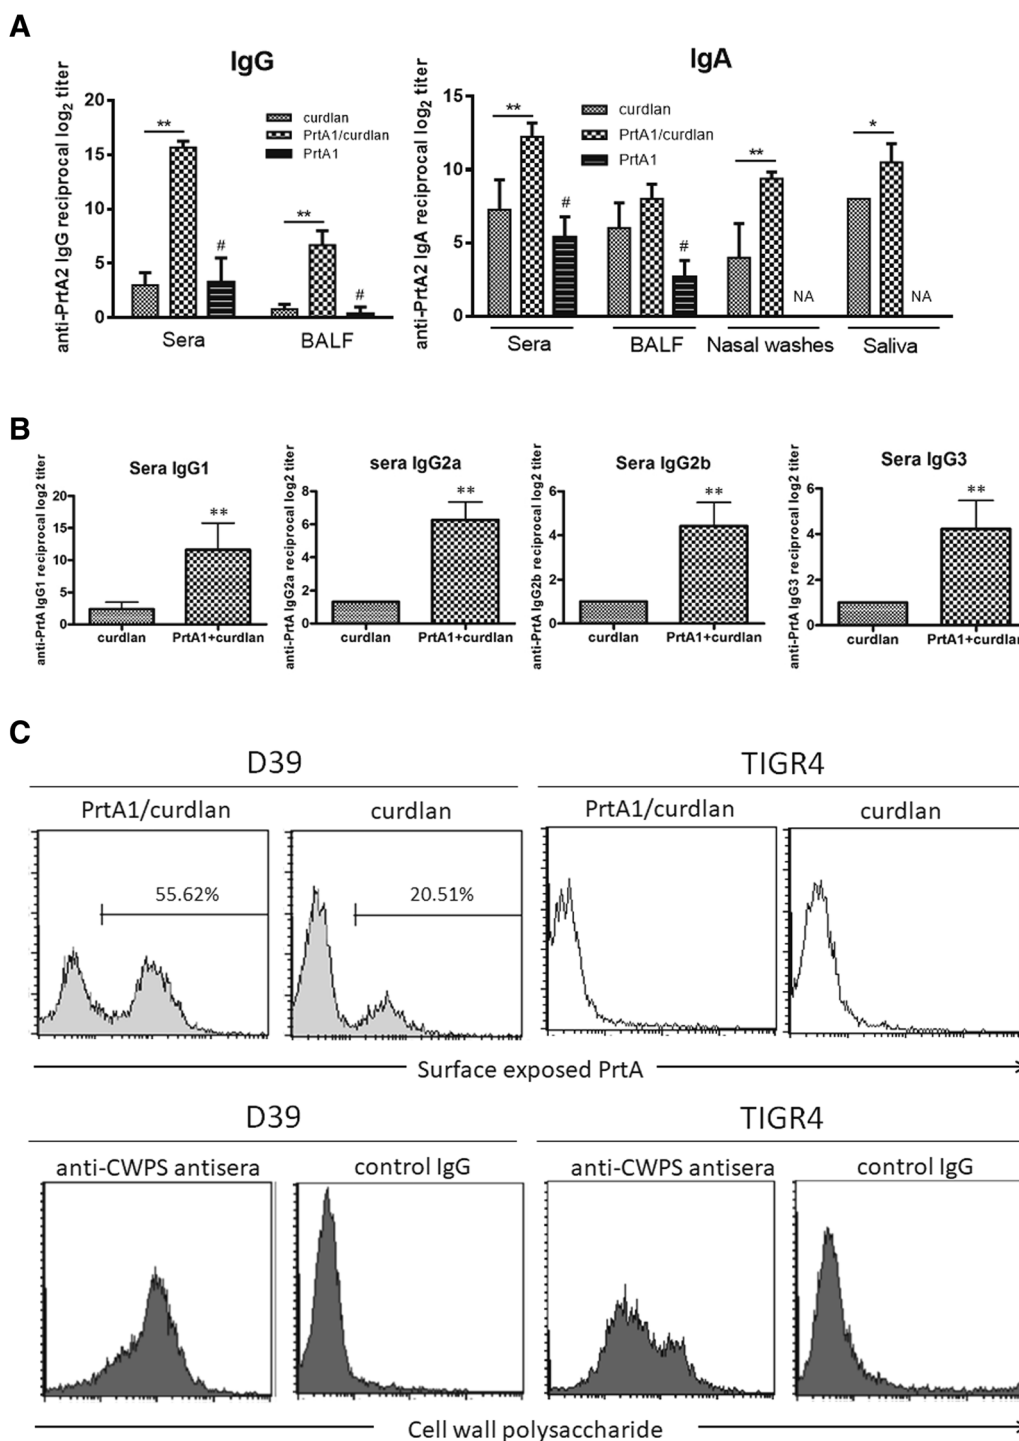 A
IgG
anti-PrtA2 IgG reciprocal log2 titer
20
15
10
5
0
curdlan
PrtA1/curdlan
PrtA1
**
#
**
#
Sera
BALF
IgA
anti-PrtA2 IgA reciprocal log2 titer
15
10
5
0
curdlan
PrtA1/curdlan
PrtA1
**
#
#
**
NA
*
NA
Sera
BALF
Nasal washes
Saliva
B
Sera IgG1
anti-PrtA IgG1 reciprocal log2 titer
20
15
10
5
0
**
curdlan
PrtA1+curdlan
sera IgG2a
anti-PrtA IgG2a reciprocal log2 titer
8
6
4
2
0
**
curdlan
PrtA1+curdlan
Sera IgG2b
anti-PrtA IgG2b reciprocal log2 titer
6
4
2
0
**
curdlan
PrtA1+curdlan
Sera IgG3
anti-PrtA IgG3 reciprocal log2 titer
6
4
2
0
**
curdlan
PrtA1+curdlan
C
D39
TIGR4
PrtA1/curdlan
curdlan
PrtA1/curdlan
curdlan
55.62%
20.51%
Surface exposed PrtA
D39
TIGR4
anti-CWPS antisera
control IgG
anti-CWPS antisera
control IgG
Cell wall polysaccharide